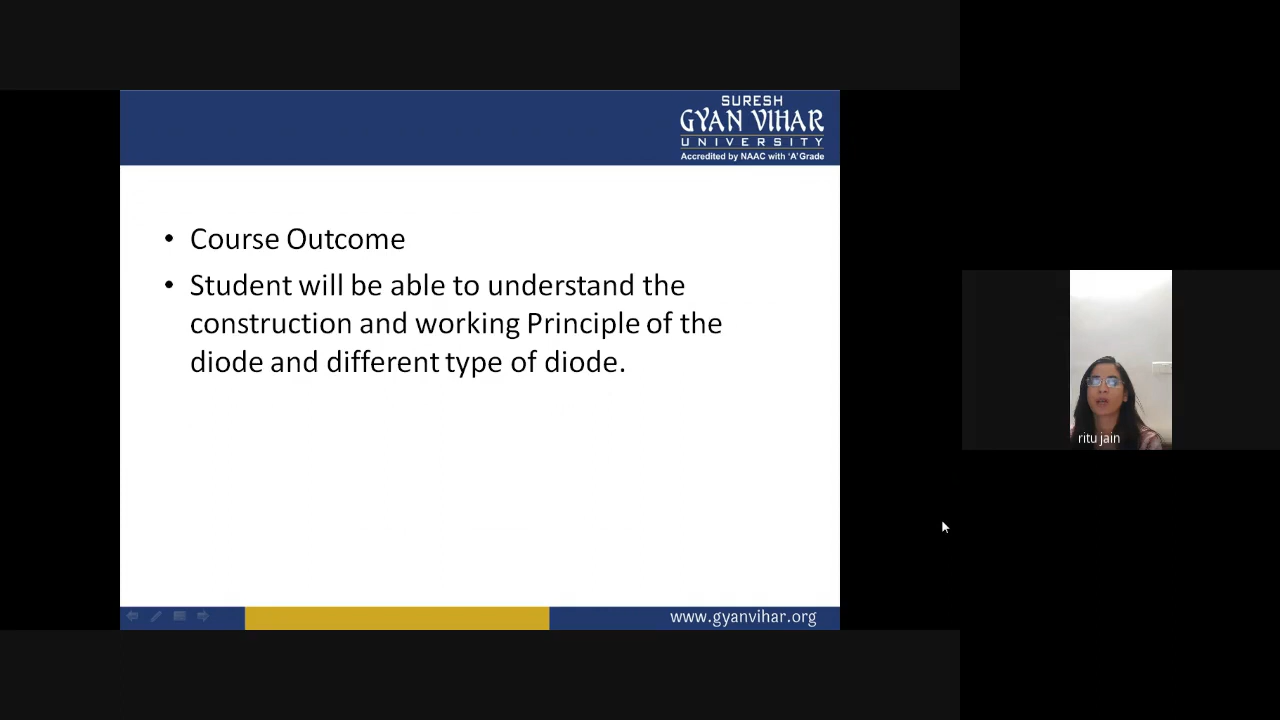 SURESH
GYAN VIHAR
UNIVERSITY
Accredited by NAAC with 'A' Grade
• Course Outcome
• Student will be able to understand the
construction and working Principle of the
diode and different type of diode.
ritu jain
www.gyanvihar.org